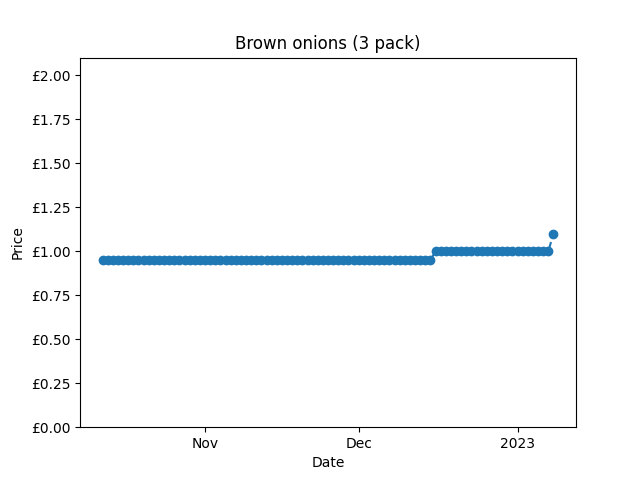 Brown onions (3 pack)
£2.00
£1.75
£1.50
£1.25
£1.00
£0.75
£0.50
£0.25
£0.00
Price
Nov Dec 2023
Date